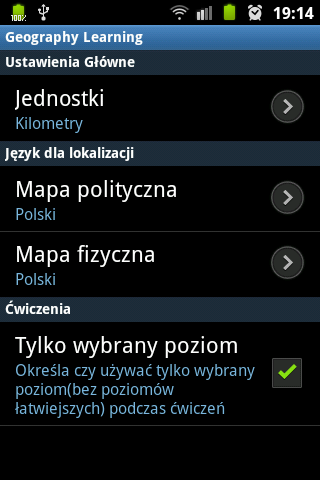 100%
19:14
Geography Learning
Ustawienia Główne
Jednostki
Kilometry
Język dla lokalizacji
Mapa polityczna
Polski
Mapa fizyczna
Polski
Ćwiczenia
Tylko wybrany poziom
Określa czy używać tylko wybrany
poziom(bez poziomów
łatwiejszych) podczas ćwiczeń